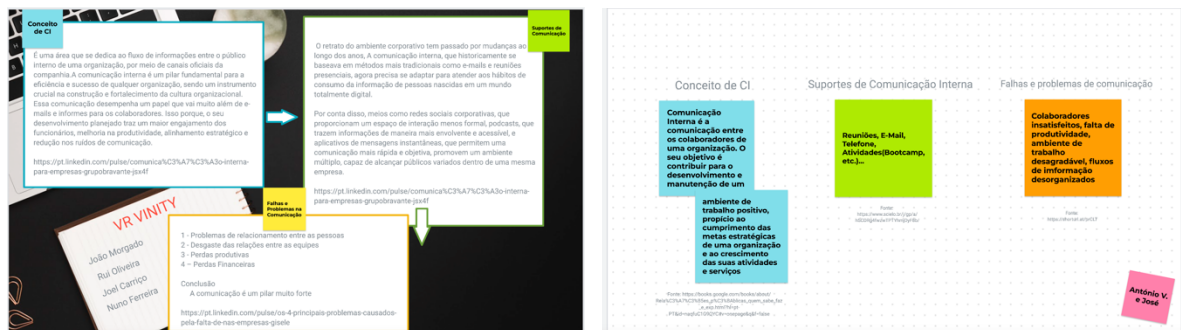 Conceito
de CI
É uma área que se dedica ao fluxo de informações entre o público
interno de uma organização, por meio de canais oficiais da
companhia.A comunicação interna é um pilar fundamental para a
eficiência e sucesso de qualquer organização, sendo um instrumento
crucial na construção e fortalecimento da cultura organizacional.
Essa comunicação desempenha um papel que vai muito além de e-
mails e informes para os colaboradores. Isso porque, o seu
desenvolvimento planejado traz um maior engajamento dos
funcionários, melhoria na produtividade, alinhamento estratégico e
redução nos ruídos de comunicação.
https://pt.linkedin.com/pulse/comunica%C3%A7%C3%A3o-interna-
para-empresas-grupobravante-jsx4f
Suportes de
Comunicação
O retrato do ambiente corporativo tem passado por mudanças ao
longo dos anos, A comunicação interna, que historicamente se
baseava em métodos mais tradicionais como e-mails e reuniões
presenciais, agora precisa se adaptar para atender aos hábitos de
consumo da informação de pessoas nascidas em um mundo
totalmente digital.
Por conta disso, meios como redes sociais corporativas, que
proporcionam um espaço de interação menos formal, podcasts, que
trazem informações de maneira mais envolvente e acessível, e
aplicativos de mensagens instantâneas, que permitem uma
comunicação mais rápida e objetiva, promovem um ambiente
múltiplo, capaz de alcançar públicos variados dentro de uma mesma
empresa.
https://pt.linkedin.com/pulse/comunica%C3%A7%C3%A3o-interna-
para-empresas-grupobravante-jsx4f
VR VINITY
João Morgado
Rui Oliveira
Joel Carriço
Nuno Ferreira
Falhas e
Problemas na
Comunicação
1 - Problemas de relacionamento entre as pessoas
2 - Desgaste das relações entre as equipes
3 - Perdas produtivas
4 – Perdas Financeiras
Conclusão
A comunicação é um pilar muito forte
https://pt.linkedin.com/pulse/os-4-principais-problemas-causados-
pela-falta-de-nas-empresas-gisele
Conceito de CI
Comunicação
Interna é a
comunicação entre
os colaboradores de
uma organização. O
seu objetivo é
contribuir para o
desenvolvimento e
manutenção de um
ambiente de
trabalho positivo,
propício ao
cumprimento das
metas estratégicas
de uma organização
e ao crescimento
das suas atividades
e serviços
Suportes de Comunicação Interna
Reuniões, E-Mail,
Telefone,
Atividades(Bootcamp,
etc.)...
Fonte:
Falhas e problemas de comunicação
Colaboradores
insatisfeitos, falta de
produtividade,
ambiente de
trabalho
desagradável, fluxos
de imformação
desorganizados
Fonte:
António V.
e José